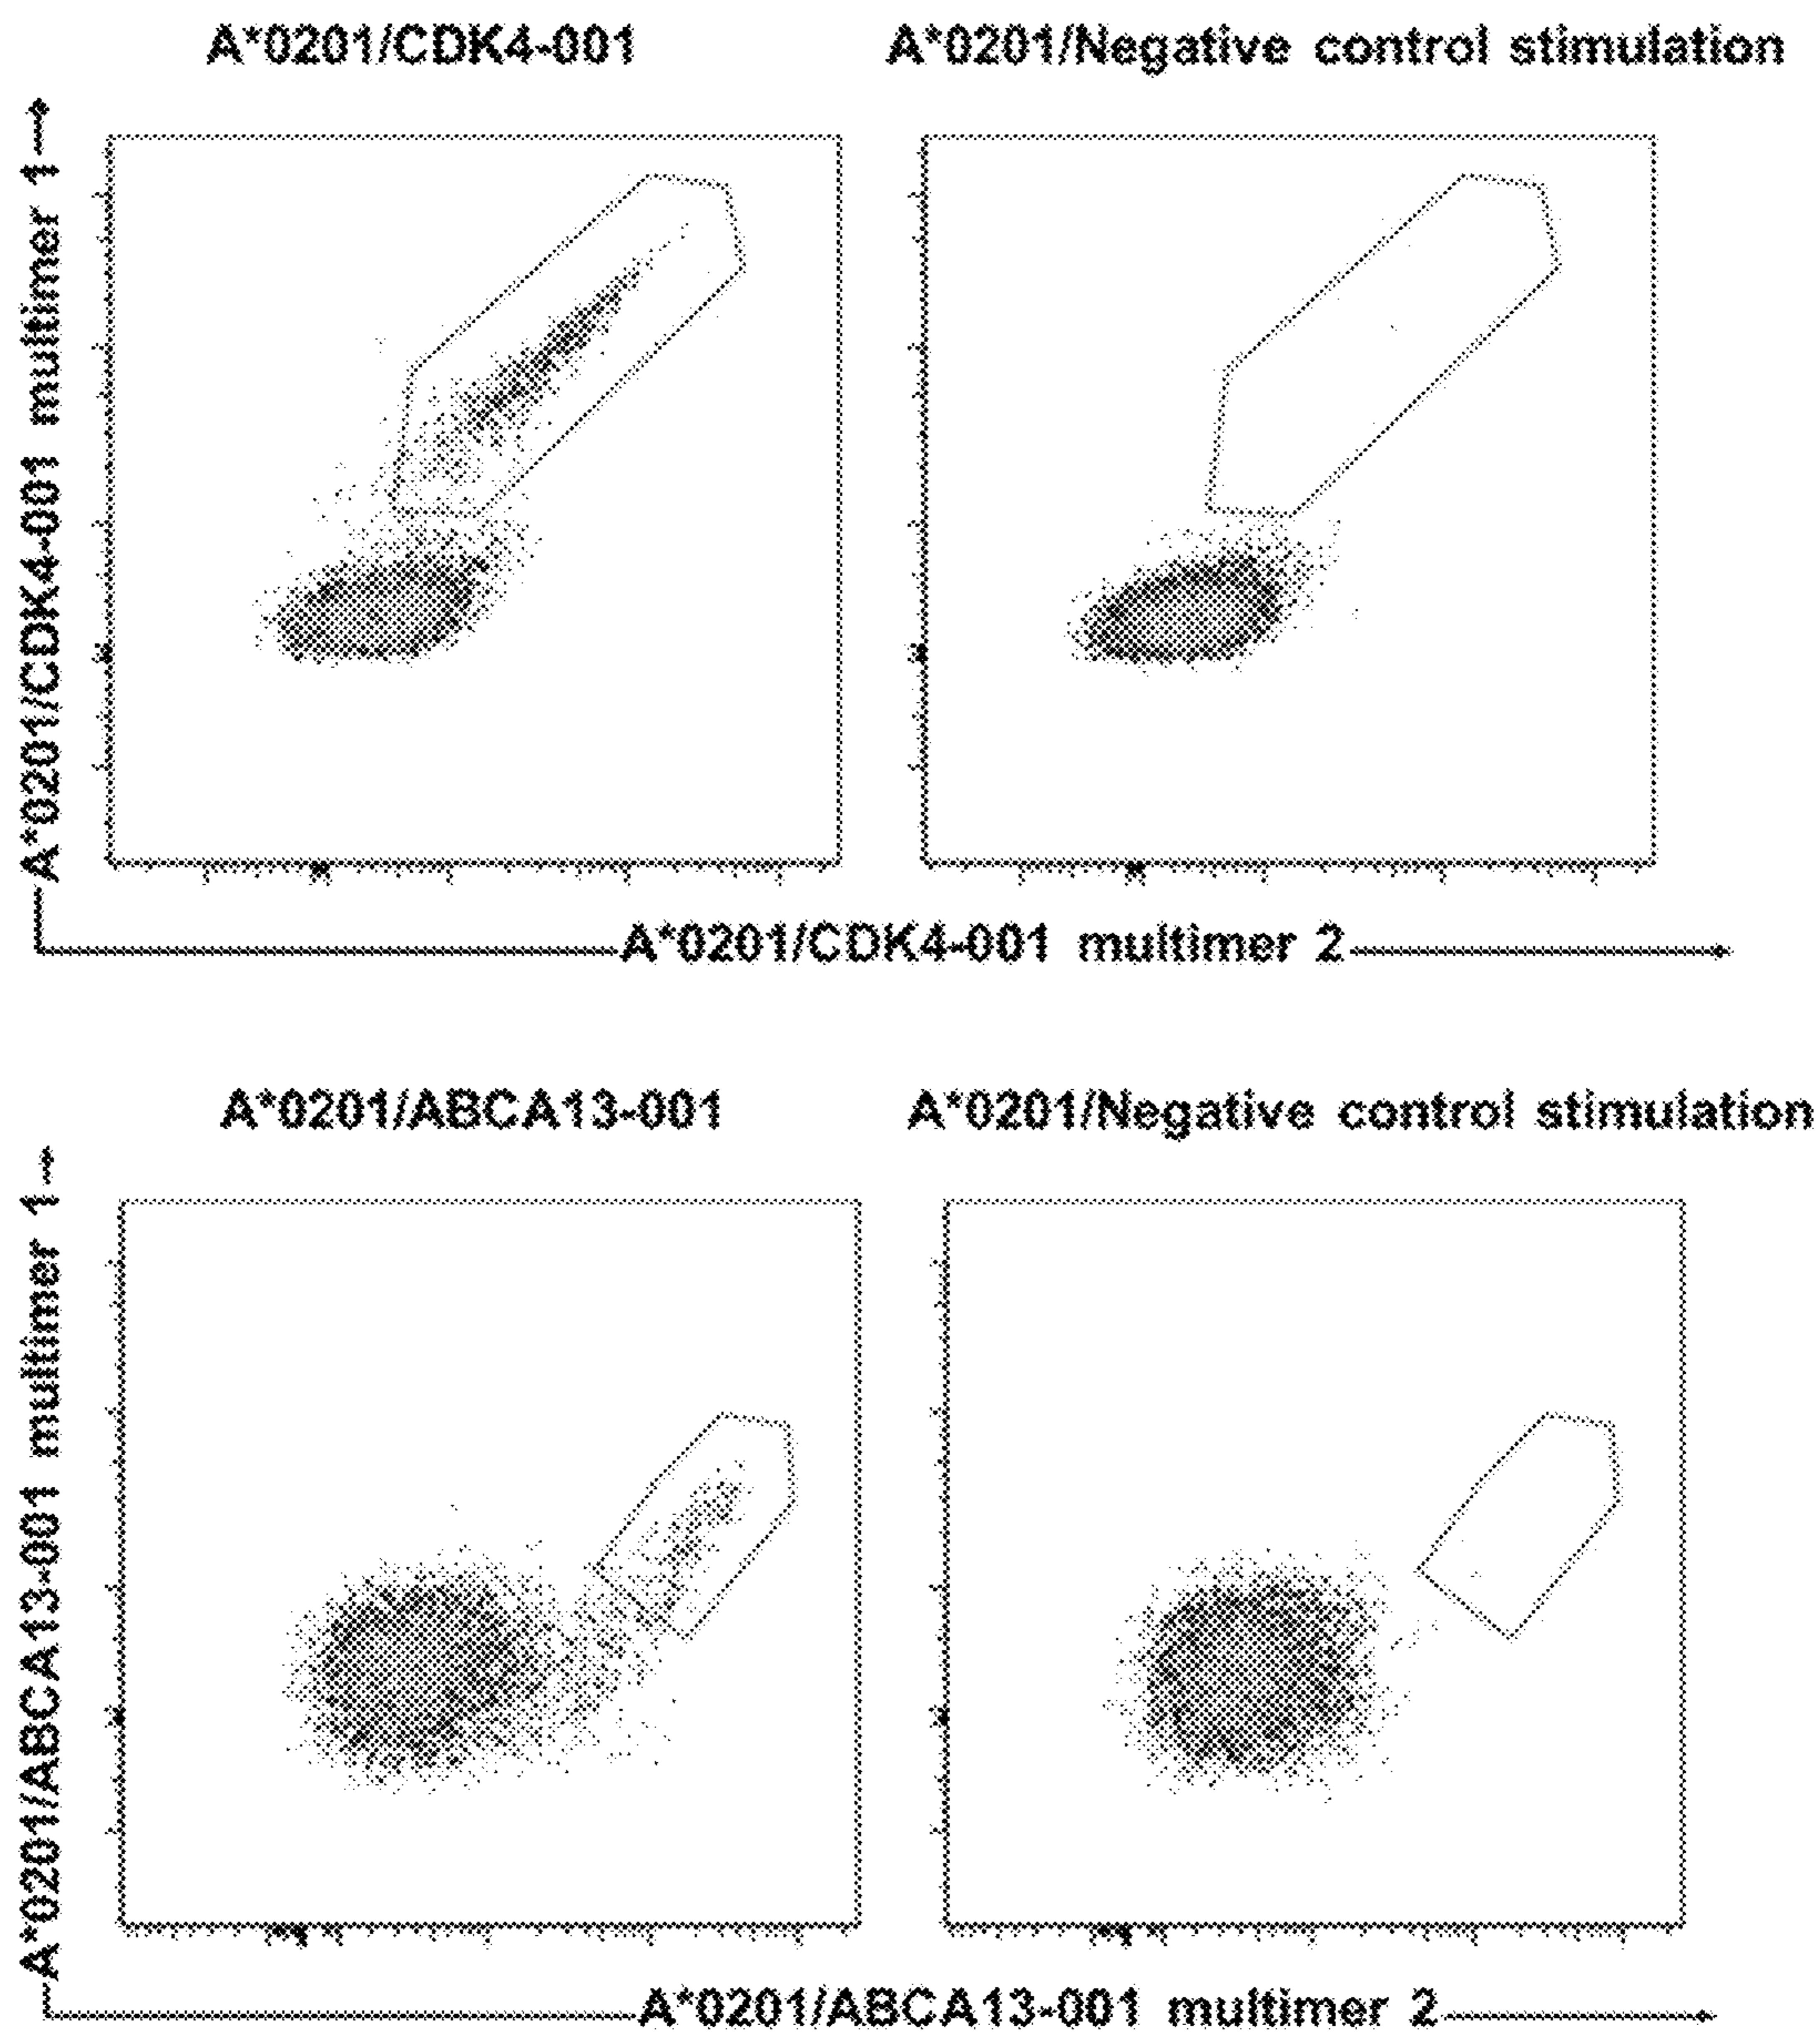 A*0201/CDK4-001
A*0201/Negative control stimulation
A*0201/CDK4-001 multimer 1
A*0201/CDK4-001 multimer 2
A*0201/ABCA13-001
A*0201/Negative control stimulation
A*0201/ABCA13-001 multimer 1
A*0201/ABCA13-001 multimer 2